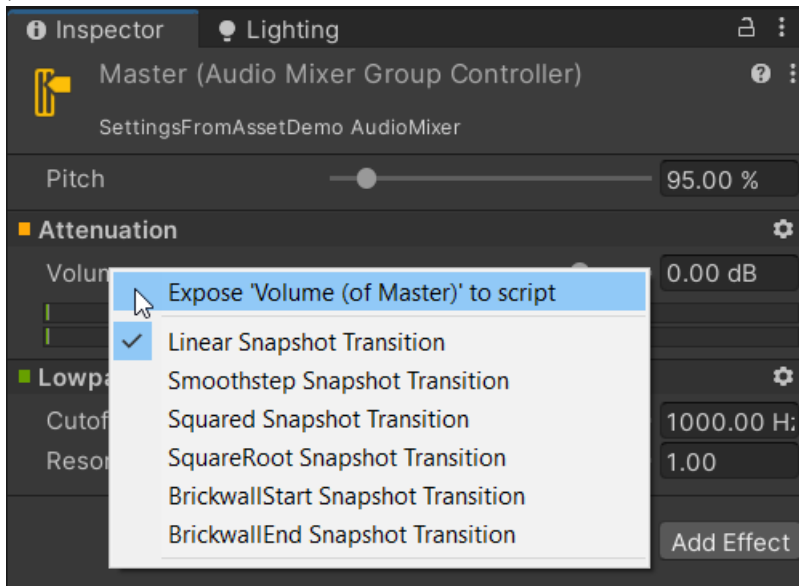 Inspector Lighting
Master (Audio Mixer Group Controller)
SettingsFromAssetDemo AudioMixer
Pitch 95.00 %
Attenuation
Volum 0.00 dB
Expose 'Volume (of Master)' to script
Linear Snapshot Transition
Smoothstep Snapshot Transition
Lowpa
Squared Snapshot Transition
Cutof 1000.00 Hz
SquareRoot Snapshot Transition
Resor 1.00
BrickwallStart Snapshot Transition
BrickwallEnd Snapshot Transition
Add Effect